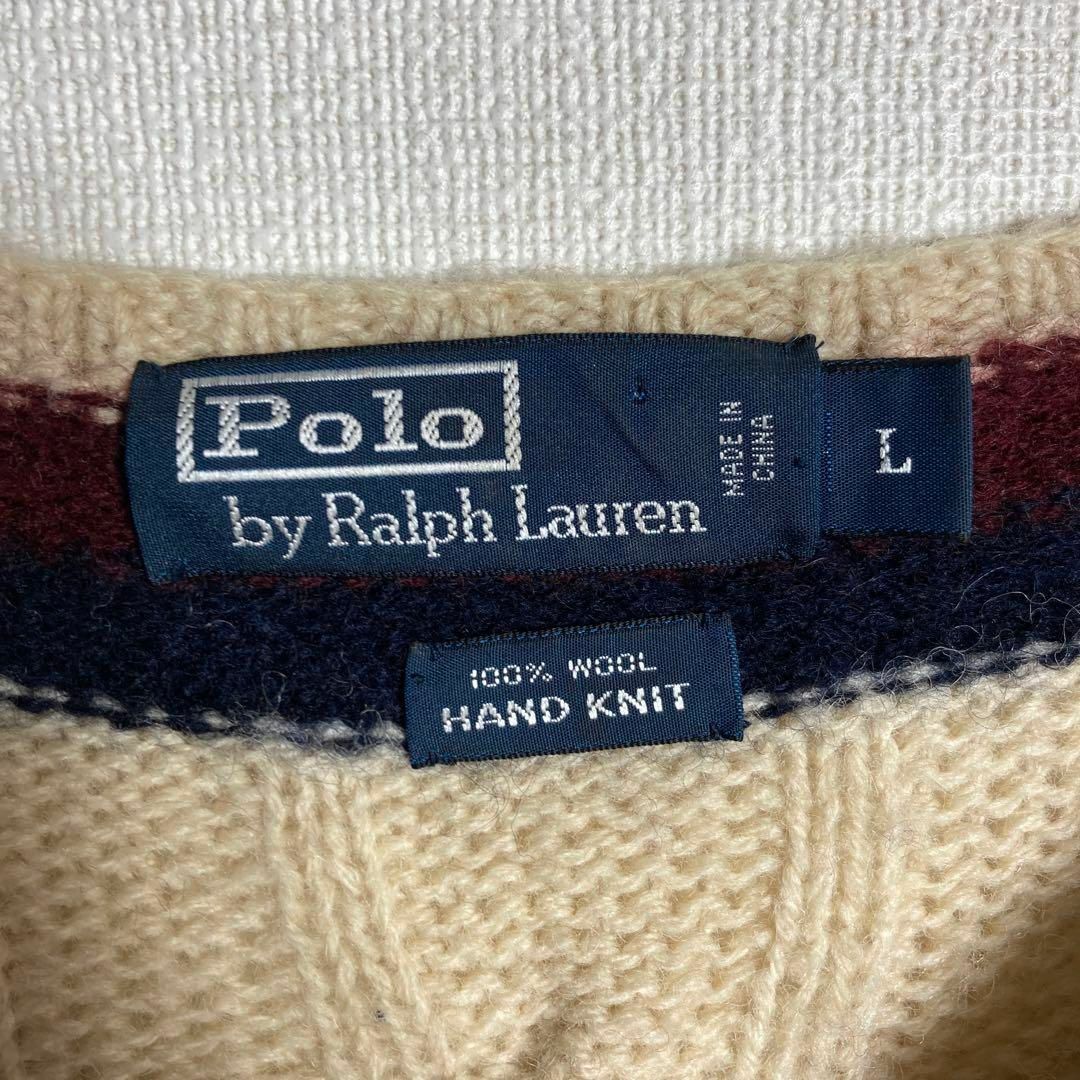 Polo
by Ralph Lauren
MADE IN
CHINA
L
100% WOOL
HAND KNIT